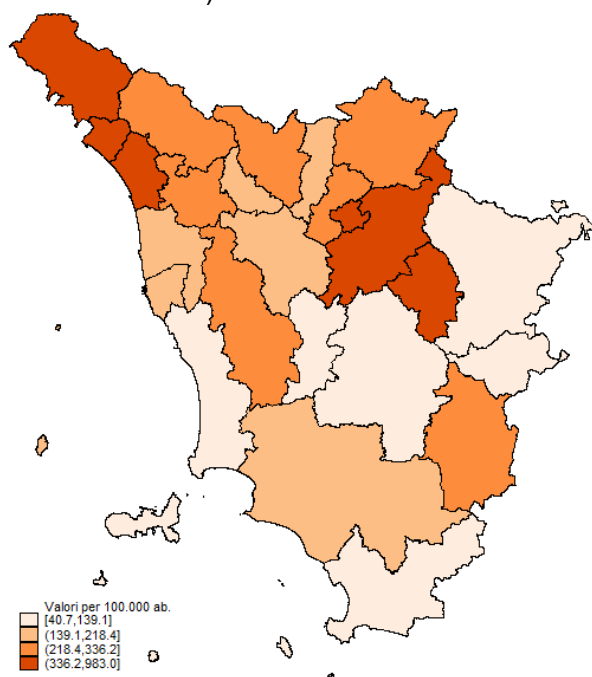 Valori per 100.000 ab.
[40.7,139.1]
(139.1,218.4]
(218.4,336.2]
(336.2,983.0]